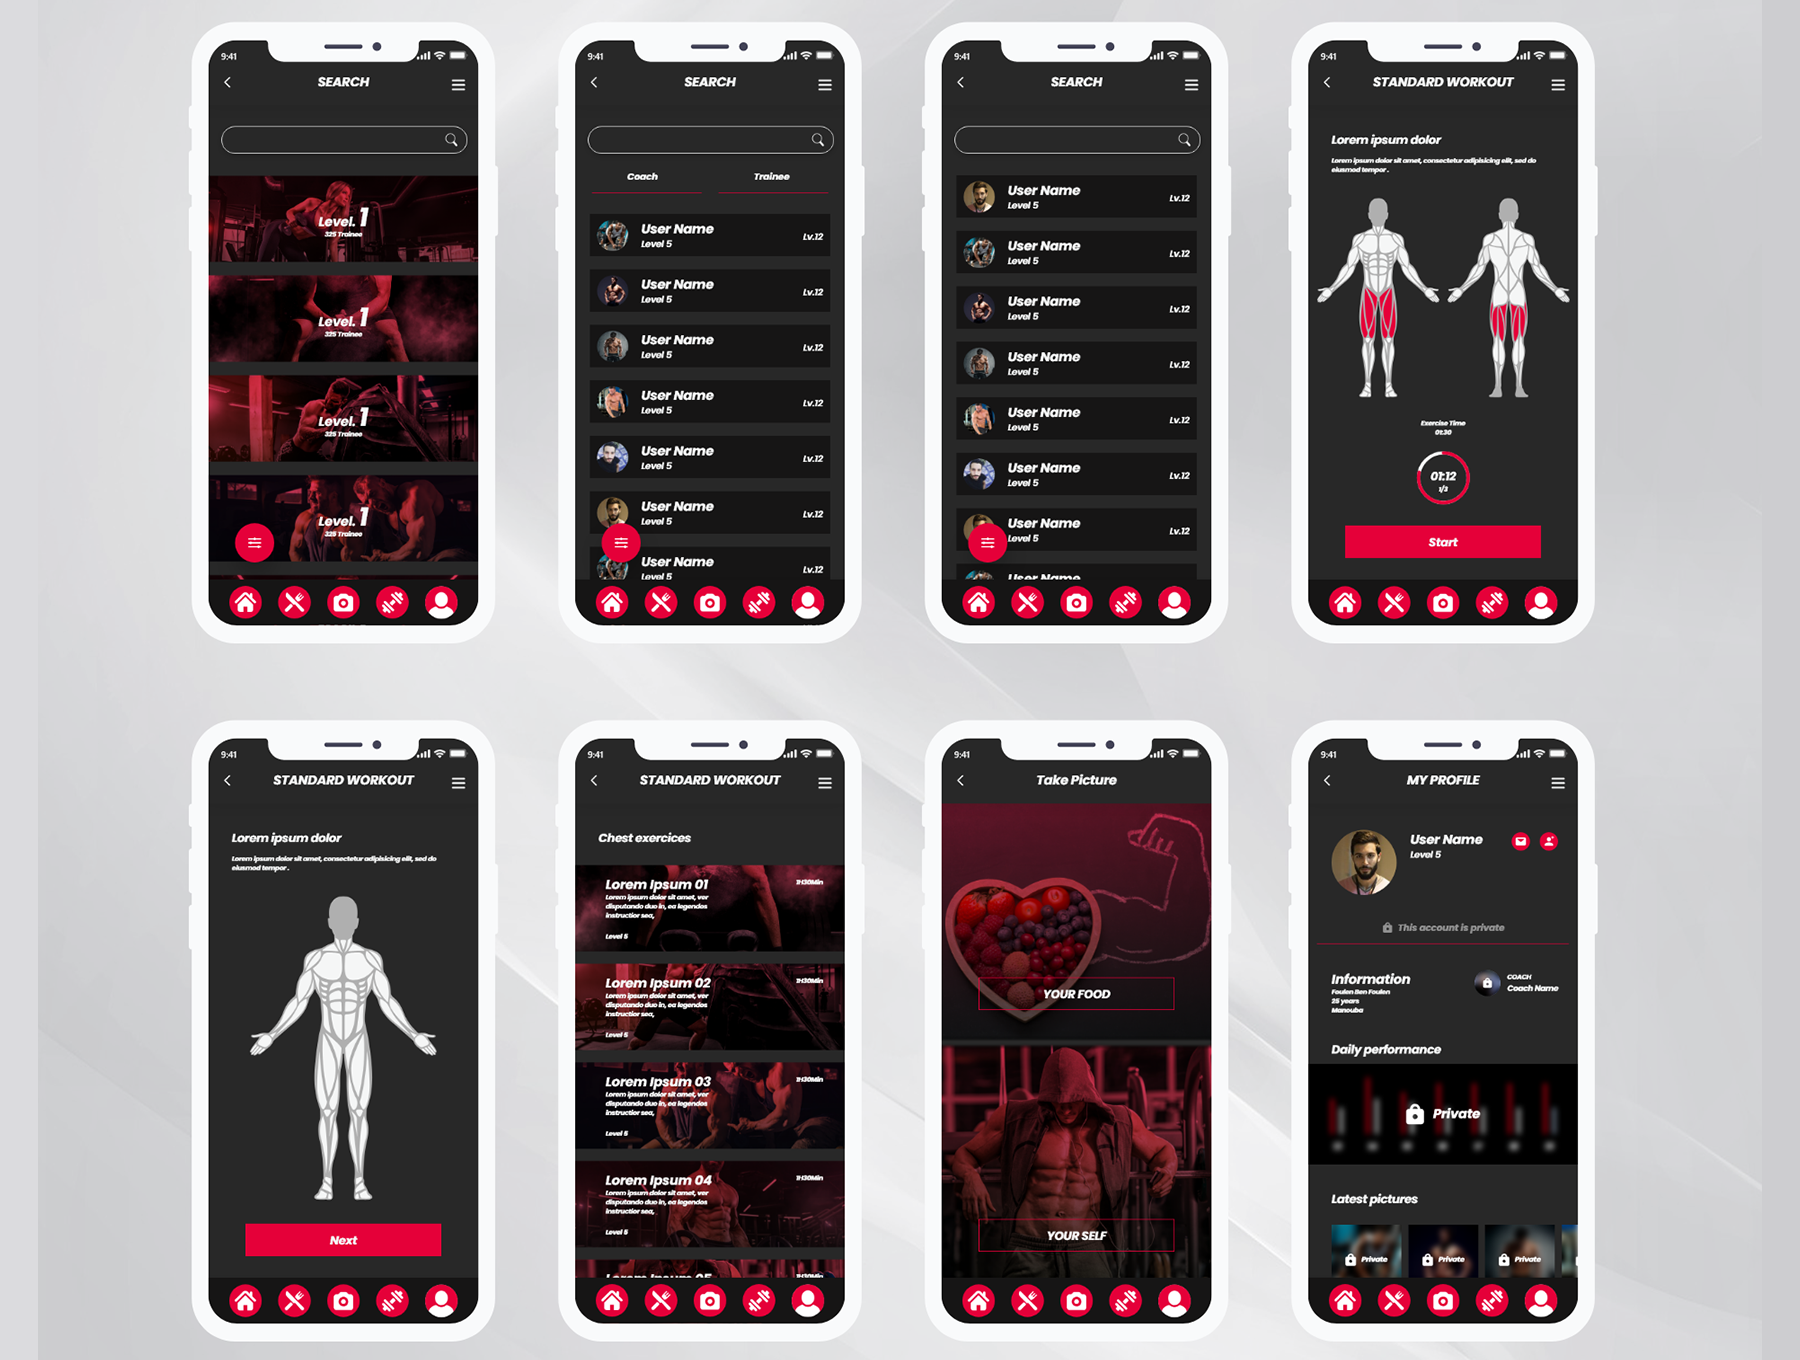 9:41
SEARCH
Level. 1
325 Trainee
Level. 1
325 Trainee
Level. 1
325 Trainee
Level. 1
325 Trainee
9:41
SEARCH
Coach
Trainee
User Name
Level 5
Lv.12
User Name
Level 5
Lv.12
User Name
Level 5
Lv.12
User Name
Level 5
Lv.12
User Name
Level 5
Lv.12
User Name
Level 5
Lv.12
User Name
Level 5
Lv.12
9:41
SEARCH
User Name
Level 5
Lv.12
User Name
Level 5
Lv.12
User Name
Level 5
Lv.12
User Name
Level 5
Lv.12
User Name
Level 5
Lv.12
User Name
Level 5
Lv.12
User Name
Level 5
Lv.12
User Name
9:41
STANDARD WORKOUT
Lorem ipsum dolor
Lorem ipsum dolor sit amet, consectetur adipisicing elit, sed do
eiusmod tempor .
Exercise Time
01:30
01:12
1/3
Start
9:41
STANDARD WORKOUT
Lorem ipsum dolor
Lorem ipsum dolor sit amet, consectetur adipisicing elit, sed do
eiusmod tempor .
Next
9:41
STANDARD WORKOUT
Chest exercices
Lorem Ipsum 01
1H30Min
Lorem ipsum dolor sit amet, ver
disputando duo in, ea legendos
instructior sea,
Level 5
Lorem Ipsum 02
1H30Min
Lorem ipsum dolor sit amet, ver
disputando duo in, ea legendos
instructior sea,
Level 5
Lorem Ipsum 03
1H30Min
Lorem ipsum dolor sit amet, ver
disputando duo in, ea legendos
instructior sea,
Level 5
Lorem Ipsum 04
1H30Min
Lorem ipsum dolor sit amet, ver
disputando duo in, ea legendos
instructior sea,
Level 5
Lorem Ipsum 05
1H30Min
9:41
Take Picture
YOUR FOOD
YOUR SELF
9:41
MY PROFILE
User Name
Level 5
This account is private
Information
Foulen Ben Foulen
25 years
Manouba
COACH
Coach Name
Daily performance
Private
Latest pictures
Private
Private
Private